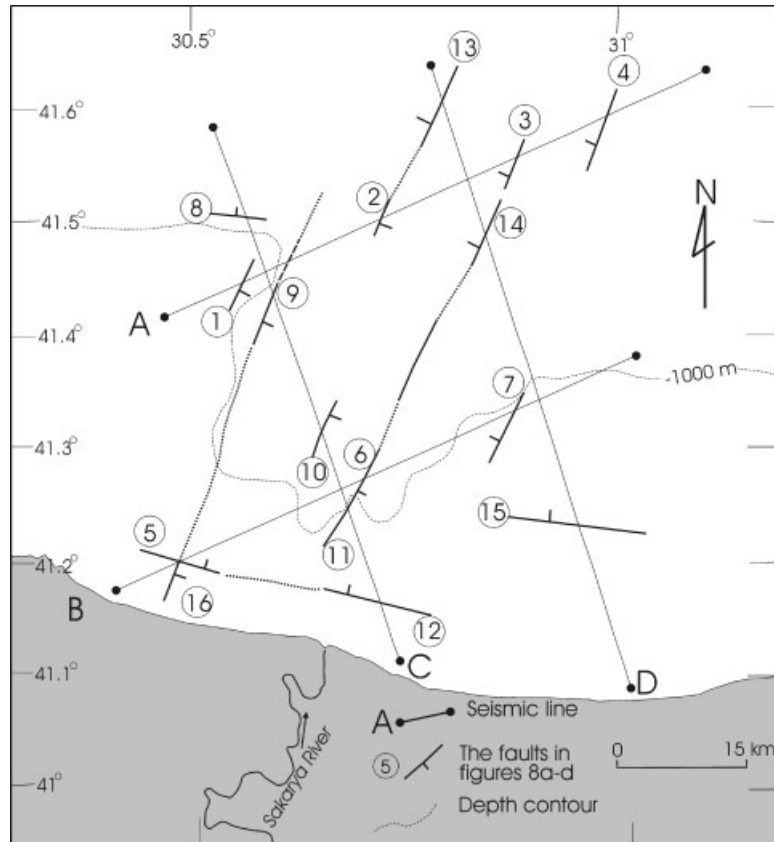 30.5°
31°
13
4
41.6°
3
2
8
41.5°
14
N
9
A
1
41.4°
7
-1000 m
41.3°
10
6
15
5
11
41.2°
B
16
12
C
41.1°
D
A
Seismic line
Sakarya River
5
The faults in
figures 8a-d
0
15 km
41°
Depth contour